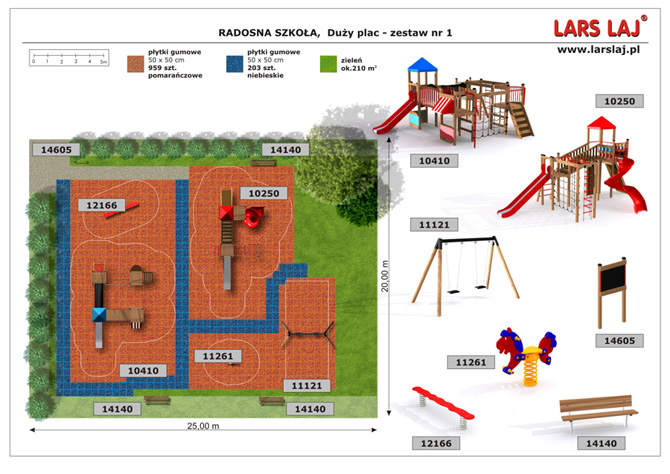 RADOSNA SZKOŁA, Duży plac - zestaw nr 1
LARS LAJ®
www.larslaj.pl
0 1 2 3 4 5m
płytki gumowe
50 x 50 cm
959 szt.
pomarańczowe
płytki gumowe
50 x 50 cm
203 szt.
niebieskie
zieleń
ok.210 m²
14605
14140
12166
10250
10410
11261
11121
14140
14140
25,00 m
20,00 m
10410
10250
11121
14605
11261
12166
14140